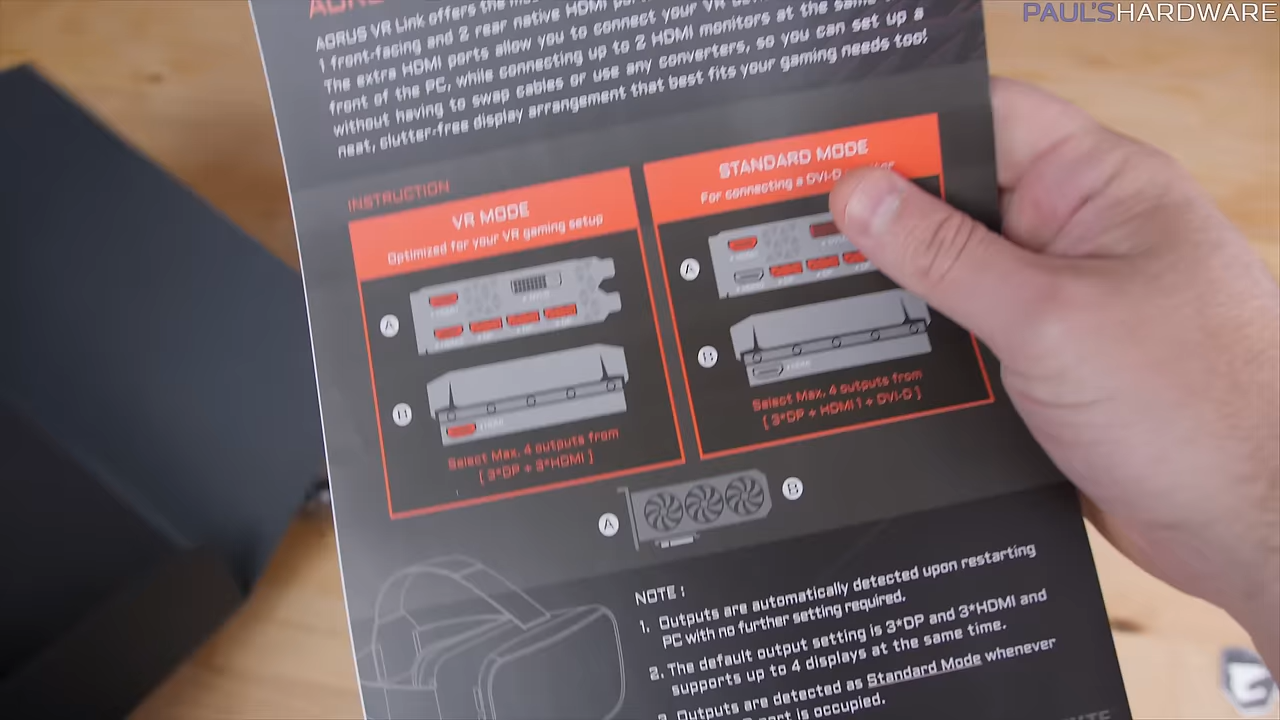 PAUL'SHARDWARE
AORUS VR Link offers the
1 front-facing and 2 rear native HDMI
The extra HDMI ports allow you to connect your VR
front of the PC, while connecting up to 2 HDMI monitors at the same
without having to swap cables or use any converters, so you can set up a
neat, clutter-free display arrangement that best fits your gaming needs too!
INSTRUCTION
VR MODE
Optimized for your VR gaming setup
A
B
Select Max. 4 outputs from
[ 3*DP + 3*HDMI ]
STANDARD MODE
For connecting a DVI-D
A
B
Select Max. 4 outputs from
[ 3*DP + HDMI 1 + DVI-D ]
A
B
NOTE :
1. Outputs are automatically detected upon restarting
PC with no further setting required.
2. The default output setting is 3*DP and 3*HDMI and
supports up to 4 displays at the same time.
3. Outputs are detected as Standard Mode whenever
port is occupied.